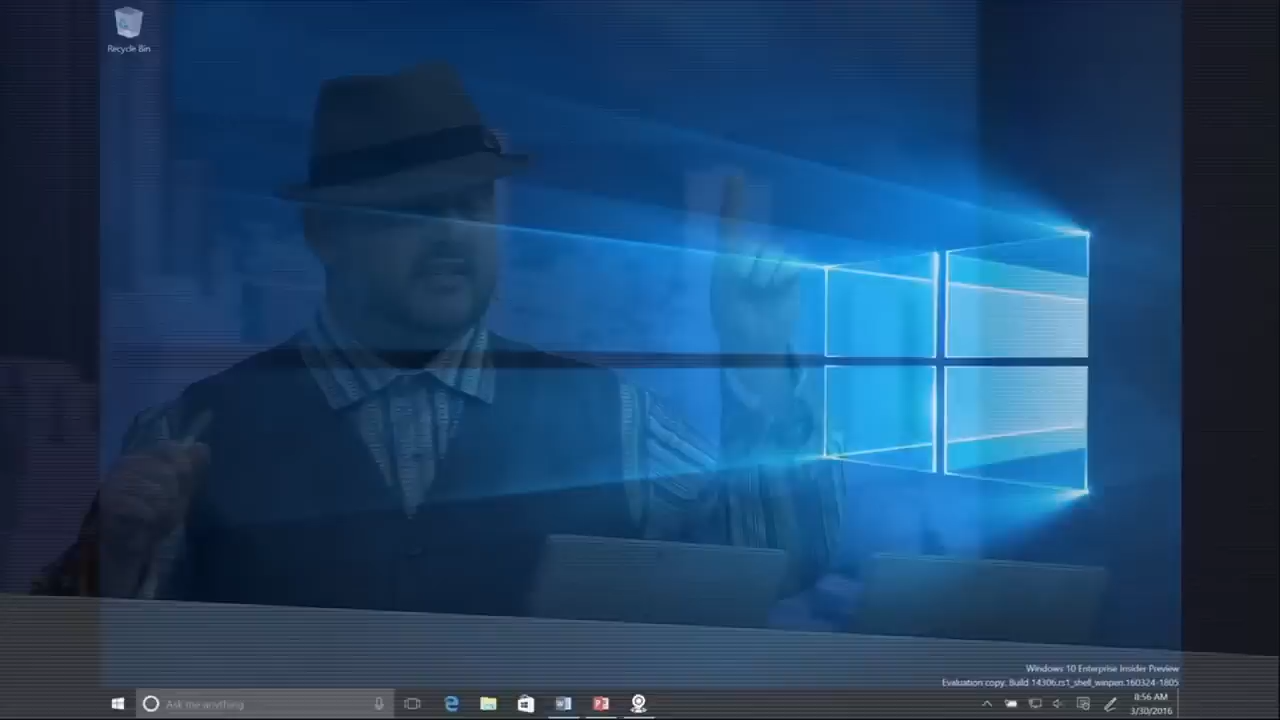 Recycle Bin
Windows 10 Enterprise Insider Preview
Evaluation copy. Build 14306.rs1_shell_winpen.160324-1805
Ask me anything
8:56 AM
3/30/2016